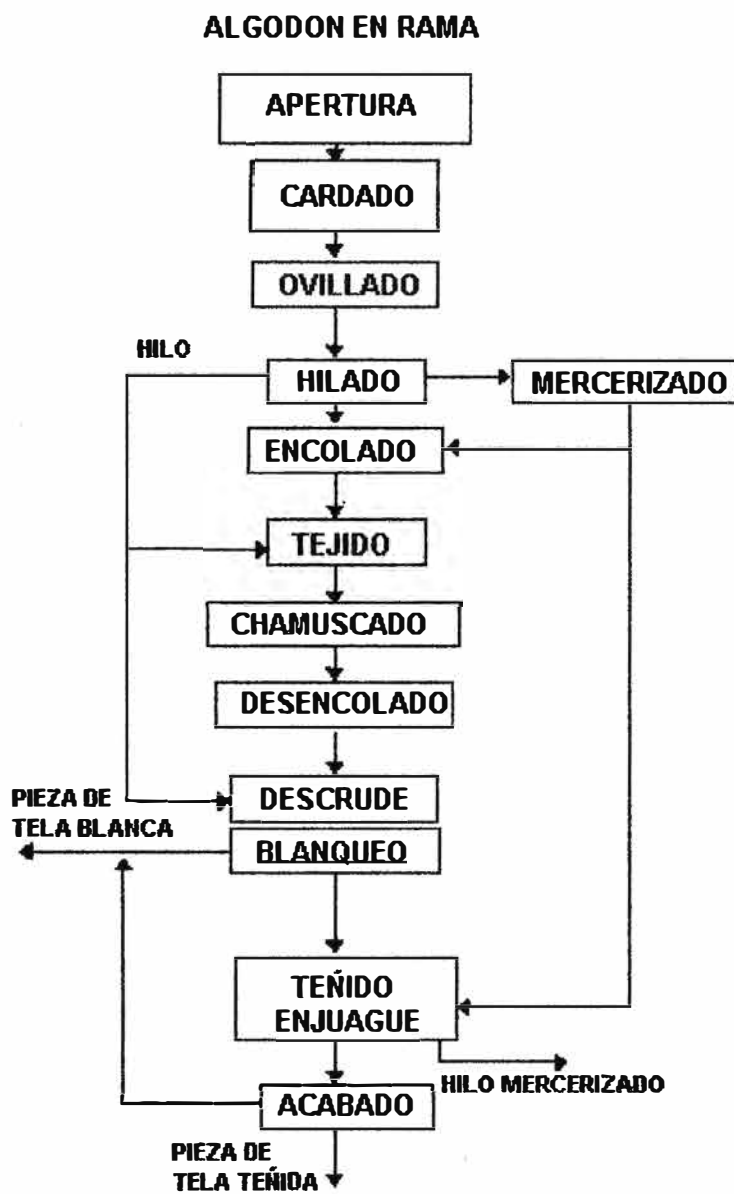 ALGODON EN RAMA
APERTURA
CARDADO
OVILLADO
HILO
HILADO
MERCERIZADO
ENCOLADO
TEJIDO
CHAMUSCADO
DESENCOLADO
DESCRUDE
PIEZA DE
TELA BLANCA
BLANQUEO
TEÑIDO
ENJUAGUE
HILO MERCERIZADO
ACABADO
PIEZA DE
TELA TEÑIDA